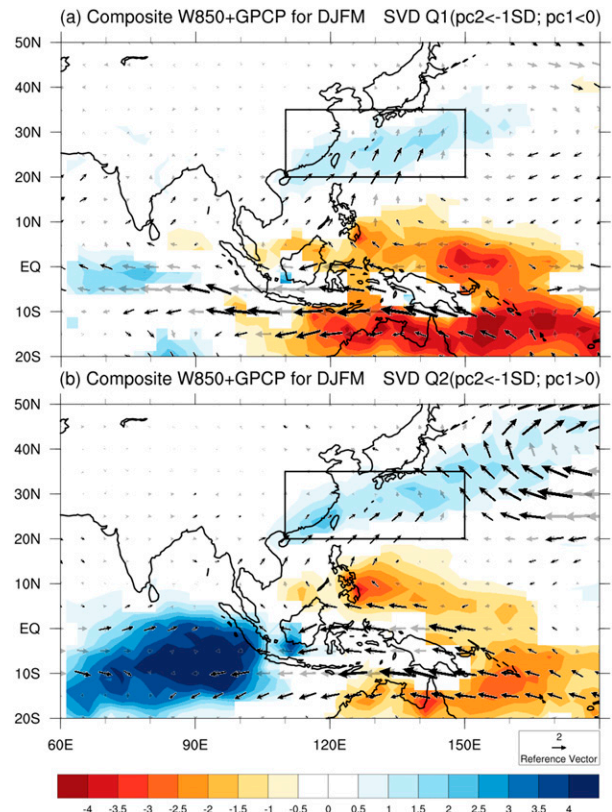 (a) Composite W850+GPCP for DJFM SVD Q1(pc2<-1SD; pc1<0)
50N
40N
30N
20N
10N
EQ
10S
20S
(b) Composite W850+GPCP for DJFM SVD Q2(pc2<-1SD; pc1>0)
50N
40N
30N
20N
10N
EQ
10S
20S
60E 90E 120E 150E
2
Reference Vector
-4 -3.5 -3 -2.5 -2 -1.5 -1 -0.5 0 0.5 1 1.5 2 2.5 3 3.5 4